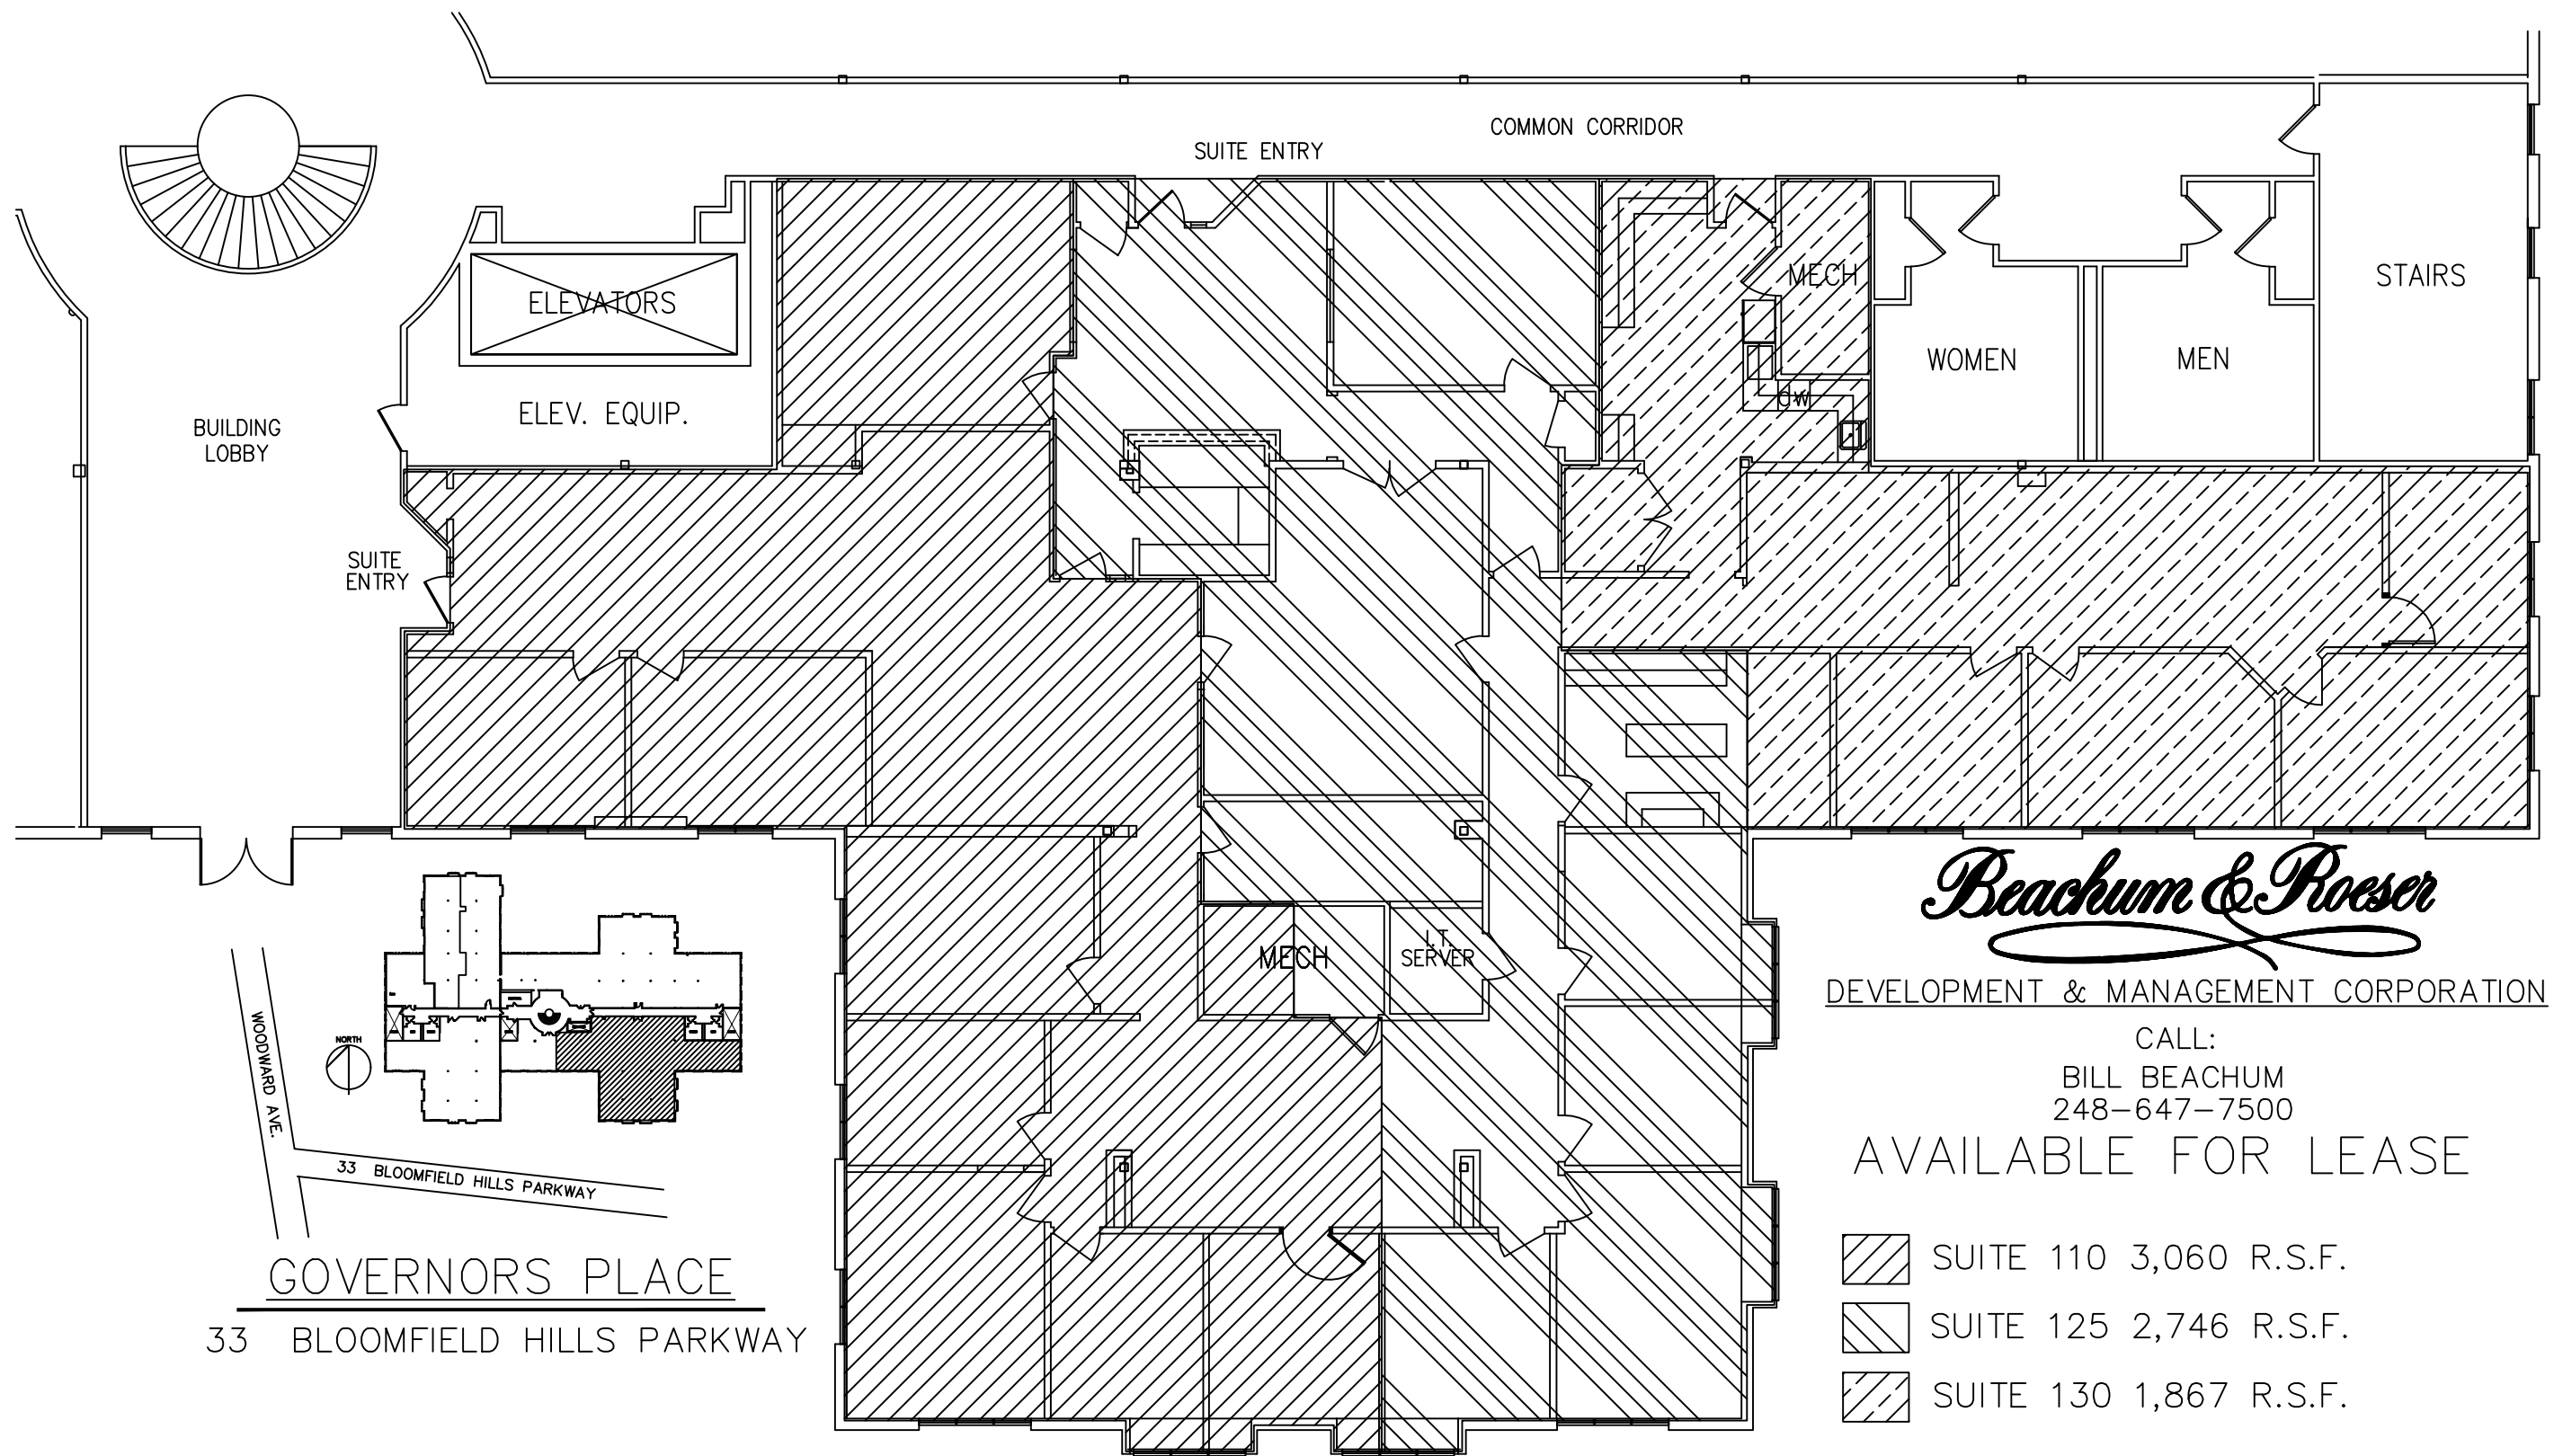 COMMON CORRIDOR
SUITE ENTRY
ELEVATORS
MECH
STAIRS
WOMEN
MEN
dw
ELEV. EQUIP.
BUILDING
LOBBY
SUITE
ENTRY
MECH
I.T.
SERVER
Beachum & Roeser
DEVELOPMENT & MANAGEMENT CORPORATION
CALL:
BILL BEACHUM
248-647-7500
AVAILABLE FOR LEASE
SUITE 110 3,060 R.S.F.
SUITE 125 2,746 R.S.F.
SUITE 130 1,867 R.S.F.
NORTH
WOODWARD AVE.
33 BLOOMFIELD HILLS PARKWAY
GOVERNORS PLACE
33 BLOOMFIELD HILLS PARKWAY